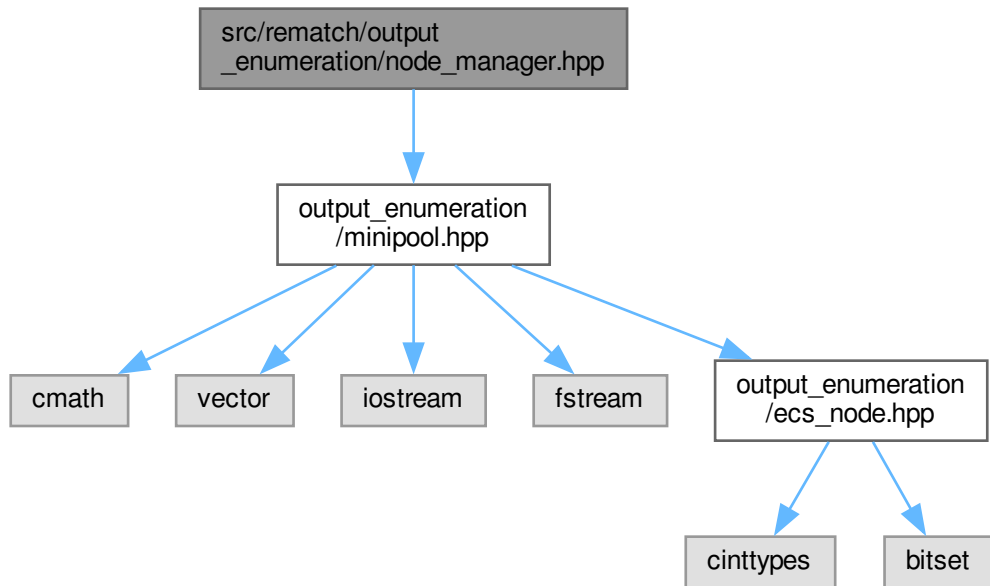 src/rematch/output
_enumeration/node_manager.hpp
output_enumeration
/minipool.hpp
cmath
vector
iostream
fstream
output_enumeration
/ecs_node.hpp
cinttypes
bitset